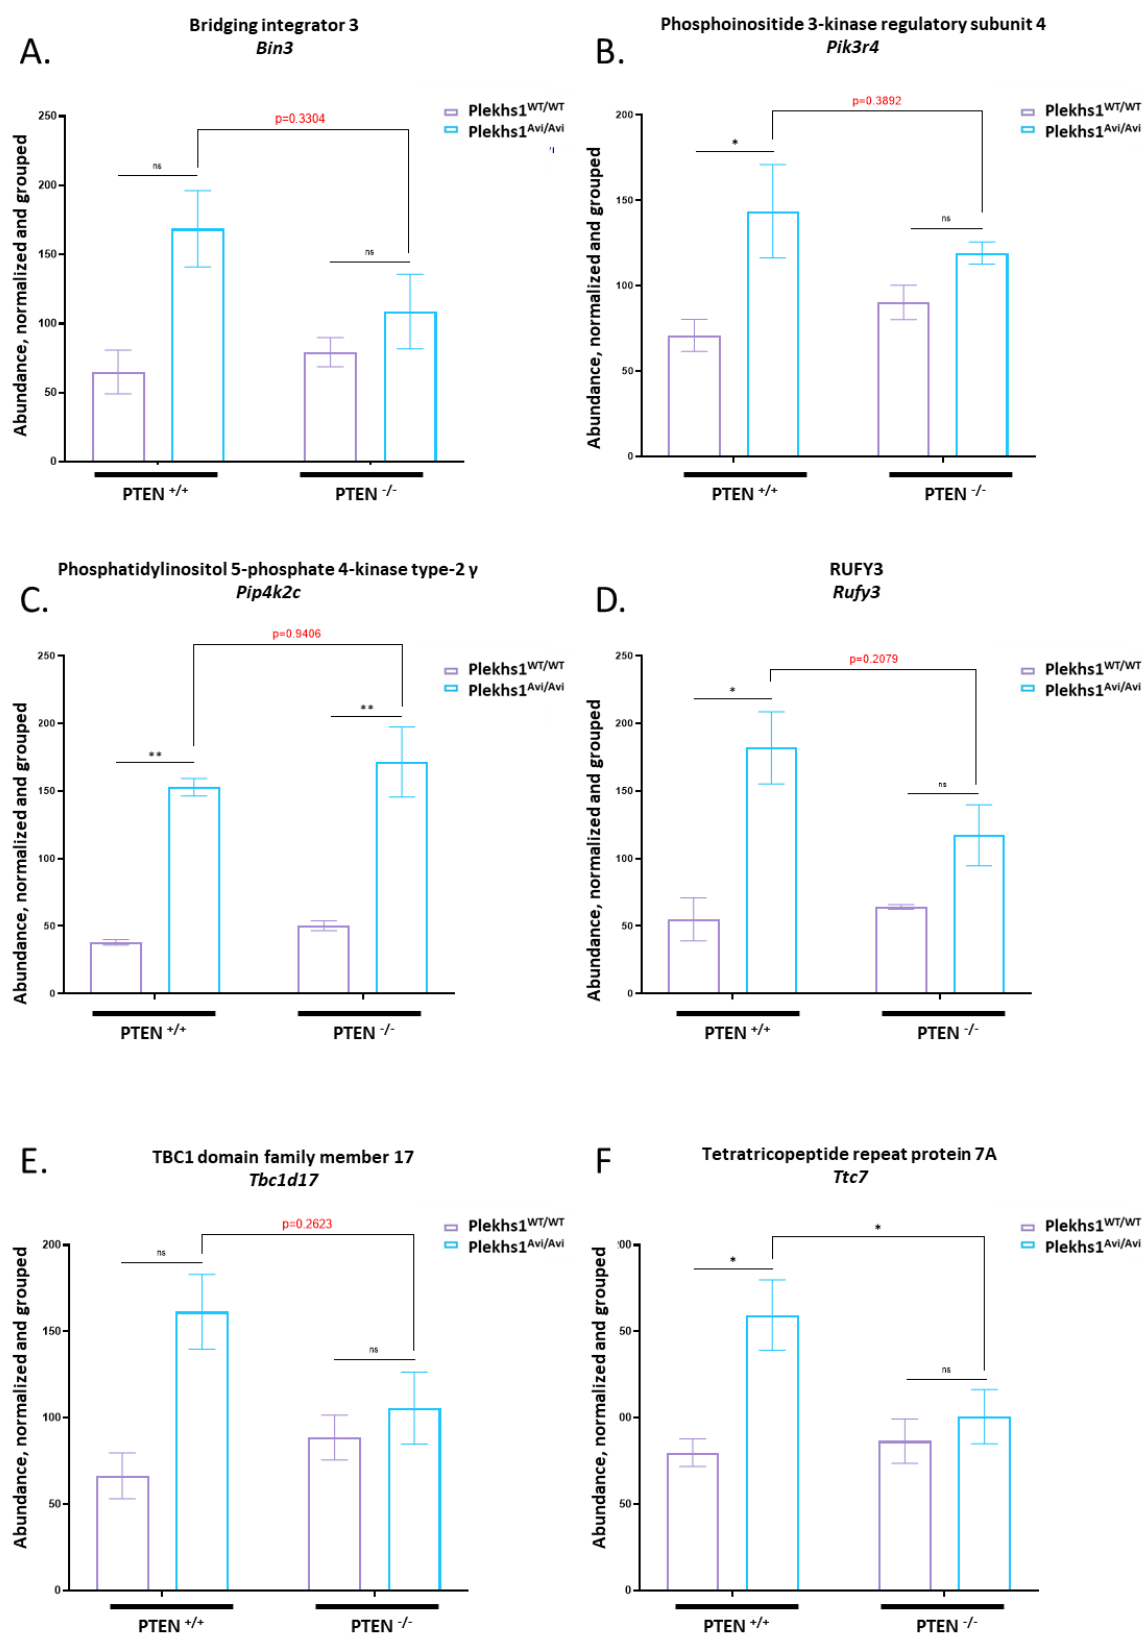 A.
Bridging integrator 3
Bin3
Plekhs1WT/WT
Plekhs1Avi/Avi
p=0.3304
ns
ns
Abundance, normalized and grouped
250
200
150
100
50
0
PTEN +/+
PTEN -/-
B.
Phosphoinositide 3-kinase regulatory subunit 4
Pik3r4
Plekhs1WT/WT
Plekhs1Avi/Avi
p=0.3892
*
ns
Abundance, normalized and grouped
200
150
100
50
0
PTEN +/+
PTEN -/-
C.
Phosphatidylinositol 5-phosphate 4-kinase type-2 γ
Pip4k2c
Plekhs1WT/WT
Plekhs1Avi/Avi
p=0.9406
**
**
Abundance, normalized and grouped
250
200
150
100
50
0
PTEN +/+
PTEN -/-
D.
RUFY3
Rufy3
Plekhs1WT/WT
Plekhs1Avi/Avi
p=0.2079
*
ns
Abundance, normalized and grouped
250
200
150
100
50
0
PTEN +/+
PTEN -/-
E.
TBC1 domain family member 17
Tbc1d17
Plekhs1WT/WT
Plekhs1Avi/Avi
p=0.2623
ns
ns
Abundance, normalized and grouped
200
150
100
50
0
PTEN +/+
PTEN -/-
F
Tetratricopeptide repeat protein 7A
Ttc7
Plekhs1WT/WT
Plekhs1Avi/Avi
*
*
ns
Abundance, normalized and grouped
00
50
00
50
0
PTEN +/+
PTEN -/-